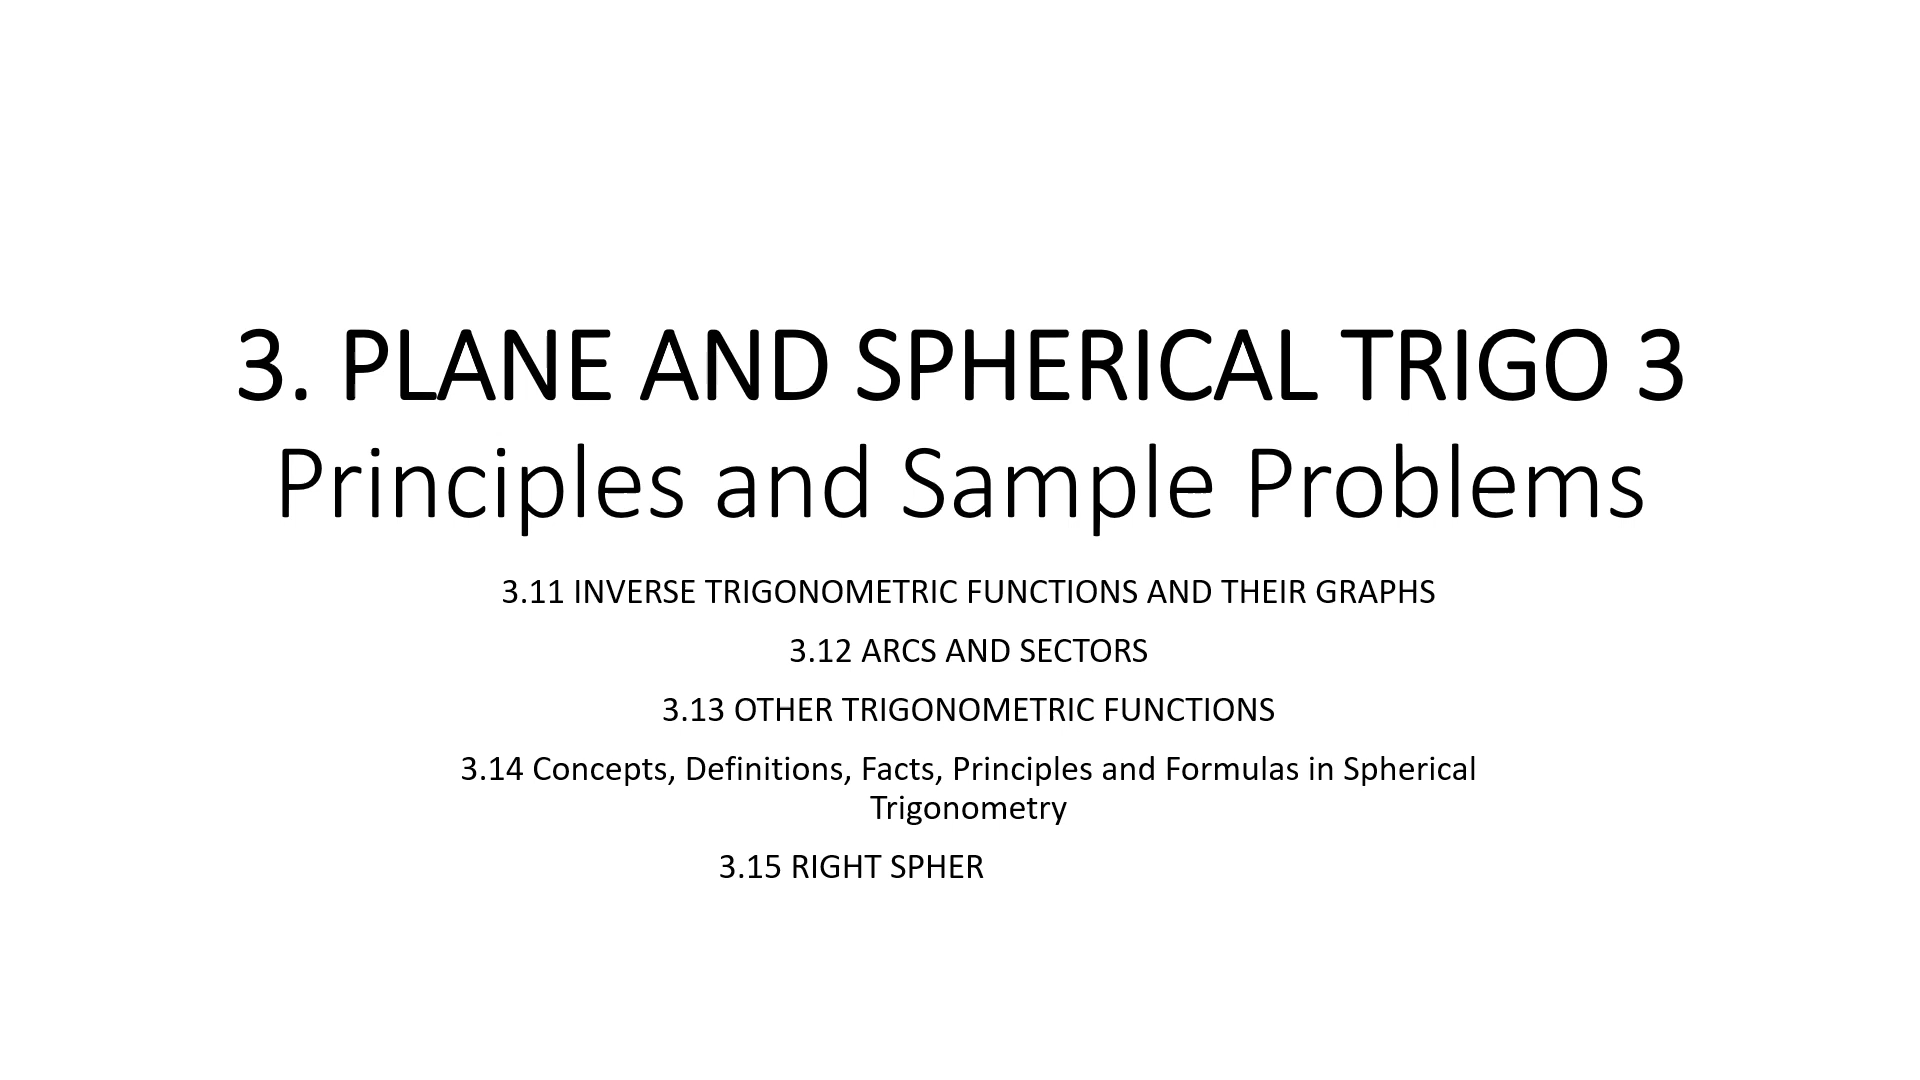 3. PLANE AND SPHERICAL TRIGO 3
Principles and Sample Problems
3.11 INVERSE TRIGONOMETRIC FUNCTIONS AND THEIR GRAPHS
3.12 ARCS AND SECTORS
3.13 OTHER TRIGONOMETRIC FUNCTIONS
3.14 Concepts, Definitions, Facts, Principles and Formulas in Spherical
Trigonometry
3.15 RIGHT SPHER